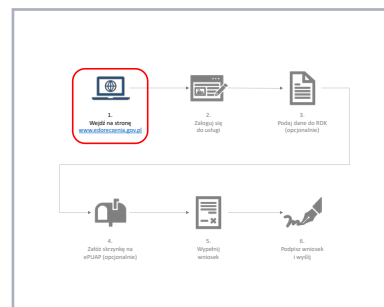 1.
Wejdź na stronę
www.edoreczenia.gov.pl
2.
Zaloguj się
do usługi
3.
Podaj dane do RDK
(opcjonalnie)
4.
Załóż skrzynkę na
ePUAP (opcjonalnie)
5.
Wypełnij
wniosek
6.
Podpisz wniosek
i wyślij